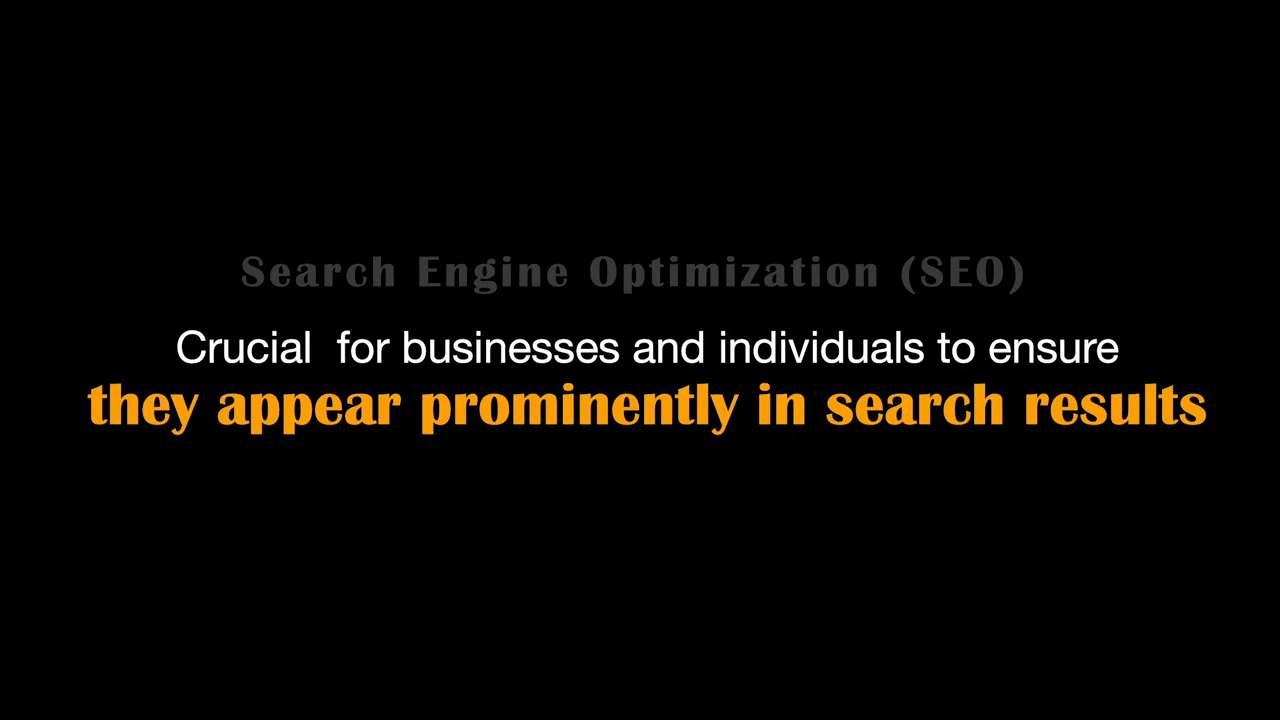 Search Engine Optimization (SEO)
Crucial  for businesses and individuals to ensure
they appear prominently in search results